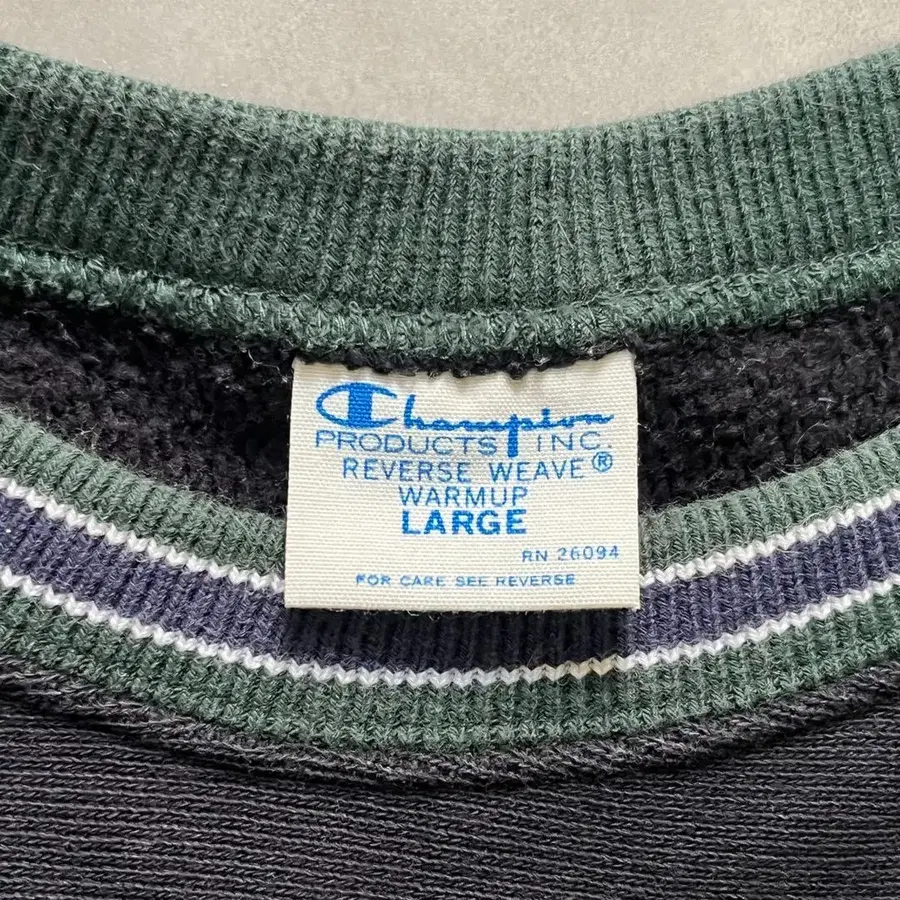 Champion
PRODUCTS INC.
REVERSE WEAVE®
WARMUP
LARGE
RN 26094
FOR CARE SEE REVERSE